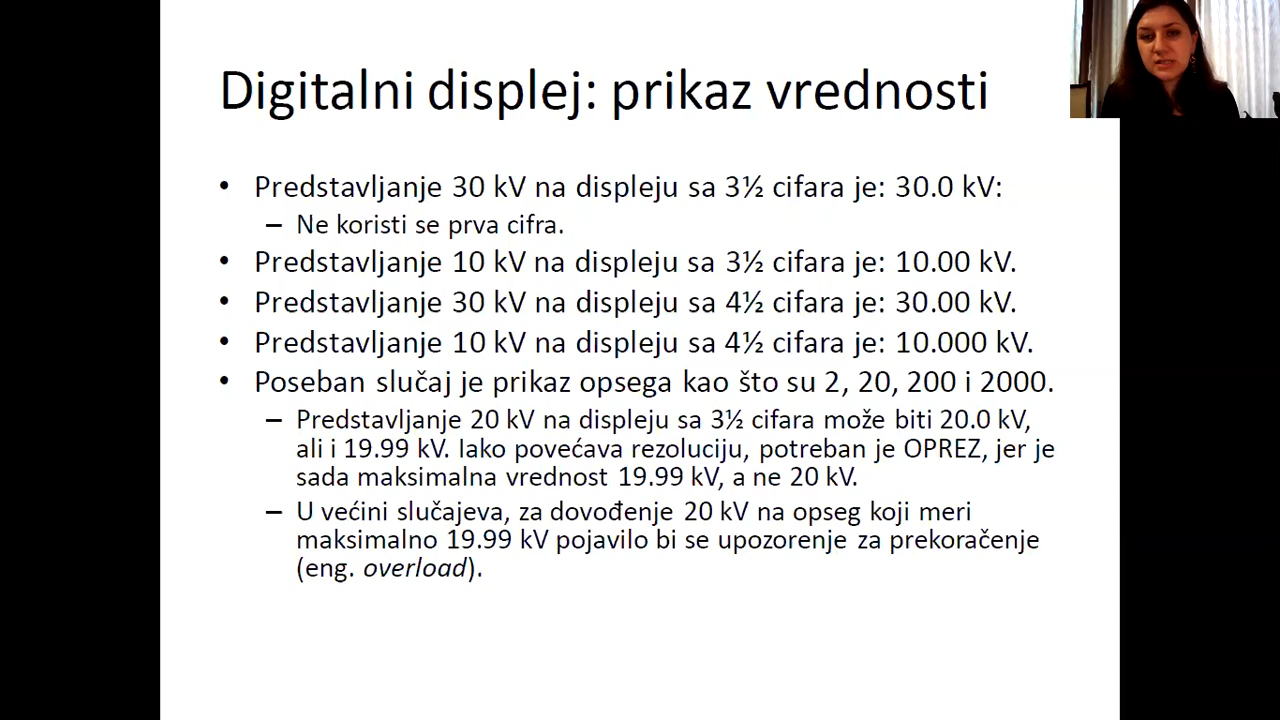 Digitalni displej: prikaz vrednosti
• Predstavljanje 30 kV na displeju sa 3½ cifara je: 30.0 kV:
– Ne koristi se prva cifra.
• Predstavljanje 10 kV na displeju sa 3½ cifara je: 10.00 kV.
• Predstavljanje 30 kV na displeju sa 4½ cifara je: 30.00 kV.
• Predstavljanje 10 kV na displeju sa 4½ cifara je: 10.000 kV.
• Poseban slučaj je prikaz opsega kao što su 2, 20, 200 i 2000.
– Predstavljanje 20 kV na displeju sa 3½ cifara može biti 20.0 kV,
ali i 19.99 kV. Iako povećava rezoluciju, potreban je OPREZ, jer je
sada maksimalna vrednost 19.99 kV, a ne 20 kV.
– U većini slučajeva, za dovođenje 20 kV na opseg koji meri
maksimalno 19.99 kV pojavilo bi se upozorenje za prekoračenje
(eng. overload).